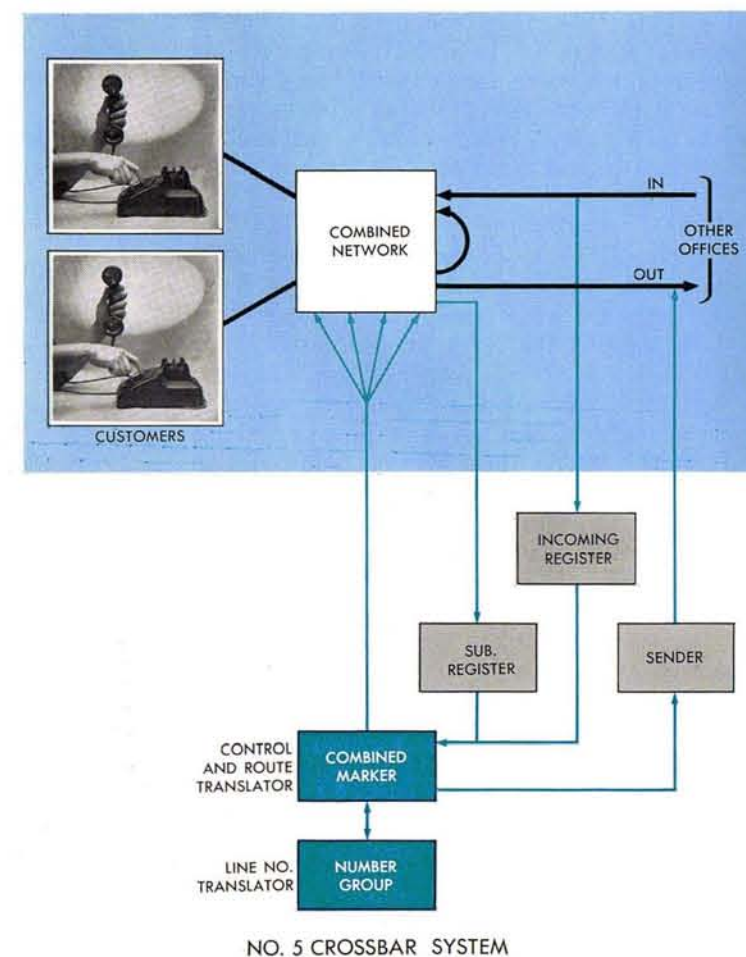 COMBINED
NETWORK
IN
OTHER
OFFICES
OUT
CUSTOMERS
INCOMING
REGISTER
SUB.
REGISTER
SENDER
CONTROL
AND ROUTE
TRANSLATOR
COMBINED
MARKER
LINE NO.
TRANSLATOR
NUMBER
GROUP
NO. 5 CROSSBAR SYSTEM